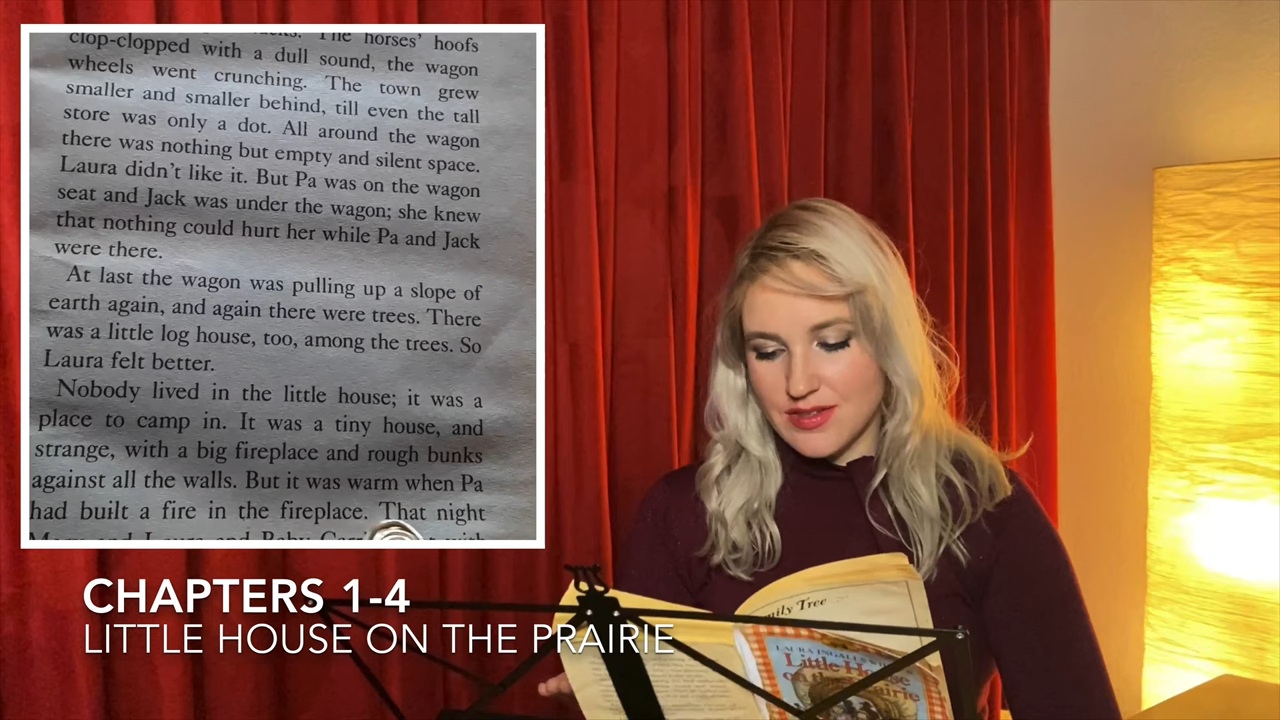 clop-clopped with a dull sound, the wagon
wheels went crunching. The town grew
smaller and smaller behind, till even the tall
store was only a dot. All around the wagon
there was nothing but empty and silent space.
Laura didn't like it. But Pa was on the wagon
seat and Jack was under the wagon; she knew
that nothing could hurt her while Pa and Jack
were there.
At last the wagon was pulling up a slope of
earth again, and again there were trees. There
was a little log house, too, among the trees. So
Laura felt better.
Nobody lived in the little house; it was a
place to camp in. It was a tiny house, and
strange, with a big fireplace and rough bunks
against all the walls. But it was warm when Pa
had built a fire in the fireplace. That night
CHAPTERS 1-4
LITTLE HOUSE ON THE PRAIRIE
Tree
LAURA INGALLS
Little House
on the Prairie